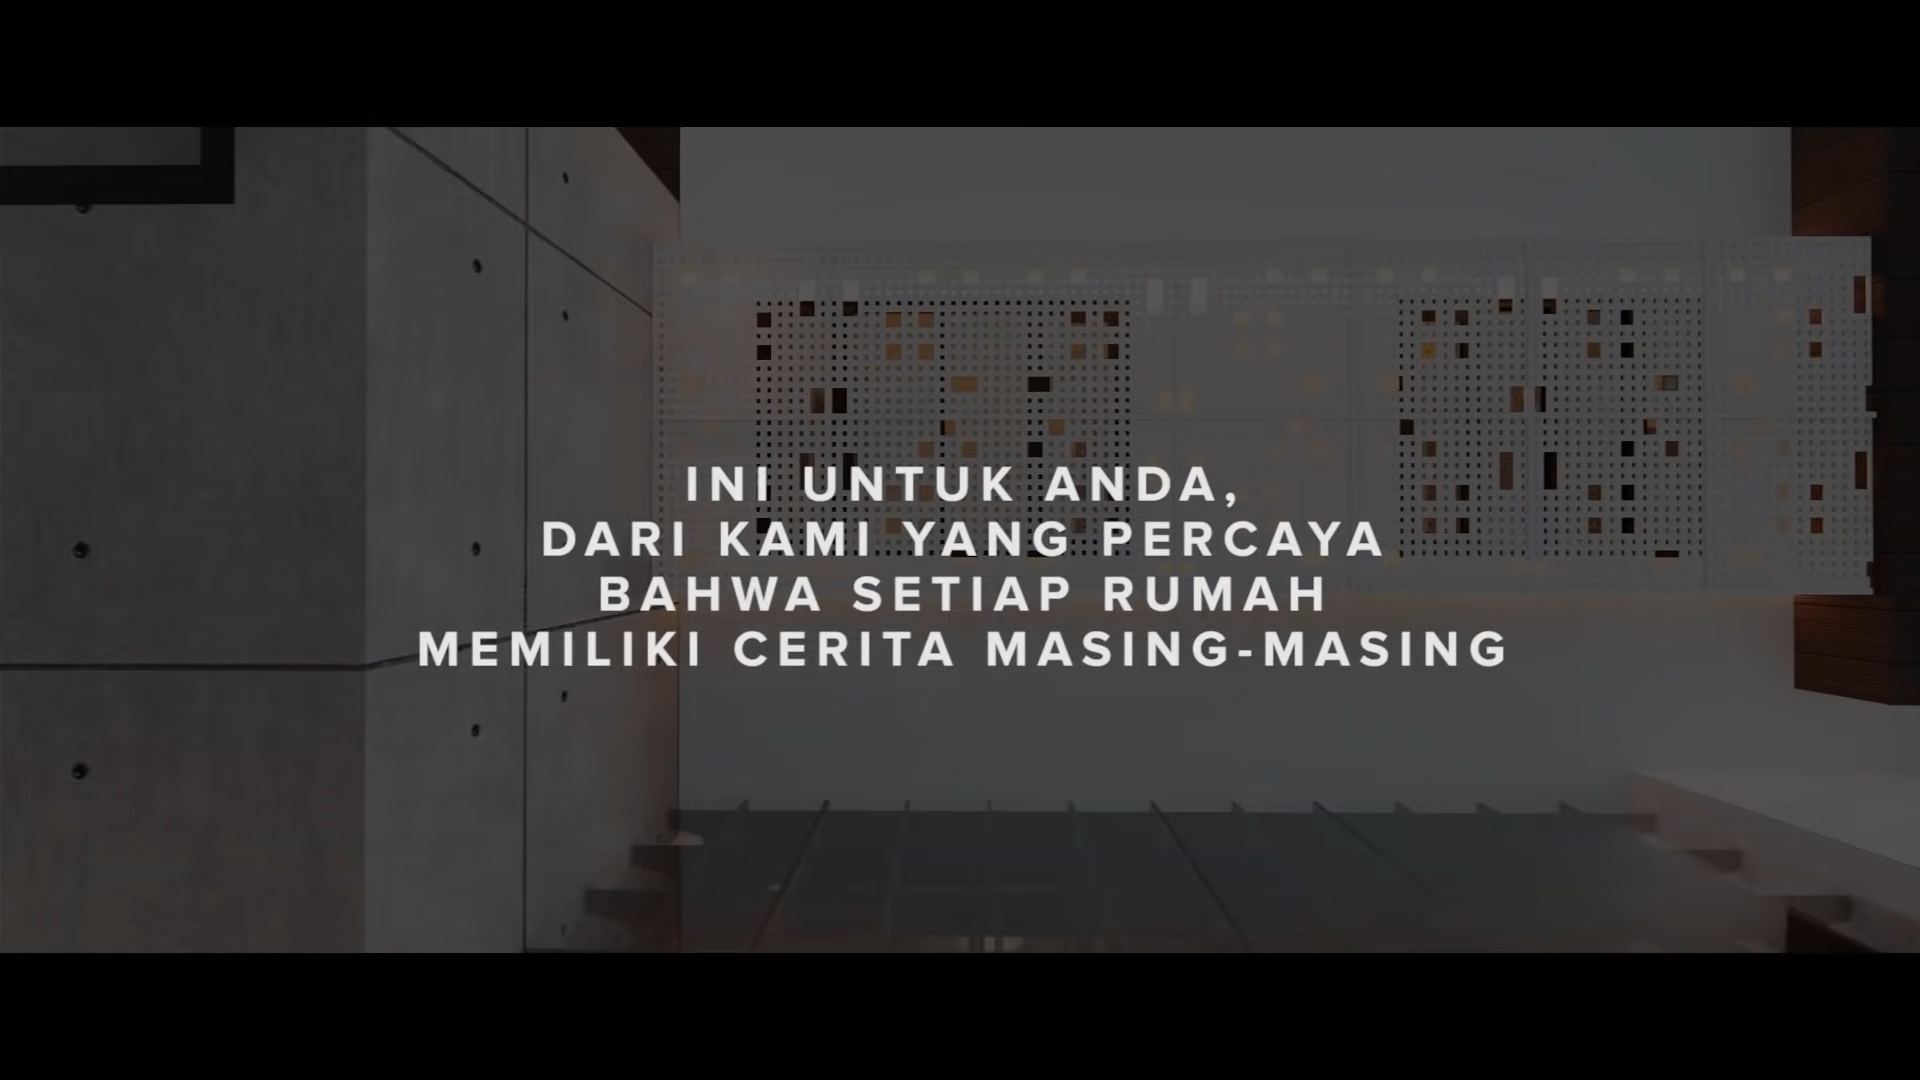 INI UNTUK ANDA,
DARI KAMI YANG PERCAYA
BAHWA SETIAP RUMAH
MEMILIKI CERITA MASING-MASING